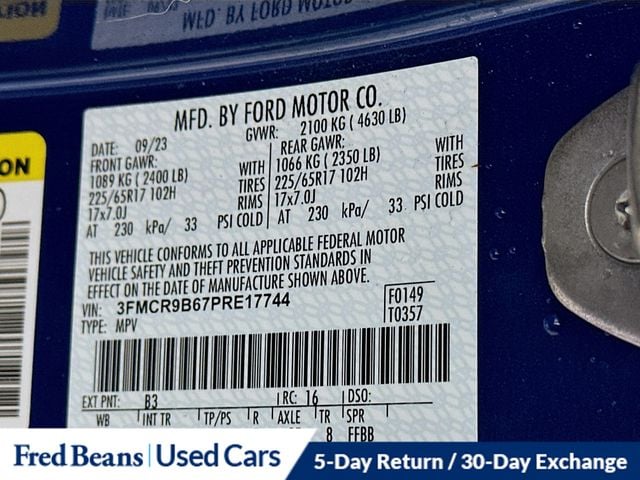 MFD. BY FORD MOTOR CO.
DATE: 09/23 GVWR: 2100 KG ( 4630 LB)
FRONT GAWR: REAR GAWR:
1089 KG ( 2400 LB) WITH 1066 KG ( 2350 LB) WITH
225/65R17 102H TIRES 225/65R17 102H TIRES
17x7.0J RIMS 17x7.0J RIMS
AT 230 kPa/ 33 PSI COLD AT 230 kPa/ 33 PSI COLD
THIS VEHICLE CONFORMS TO ALL APPLICABLE FEDERAL MOTOR
VEHICLE SAFETY AND THEFT PREVENTION STANDARDS IN
EFFECT ON THE DATE OF MANUFACTURE SHOWN ABOVE.
VIN: 3FMCR9B67PRE17744 F0149
TYPE: MPV T0357
EXT PNT: B3 RC: 16 DSO:
WB INT TR TP/PS R AXLE TR SPR
8 FFBB
ON
Fred Beans | Used Cars 5-Day Return / 30-Day Exchange